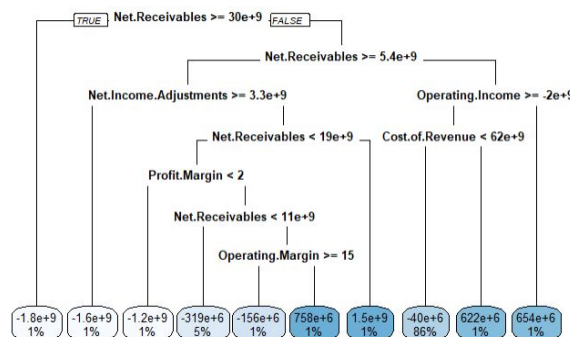 TRUE Net.Receivables >= 30e+9 FALSE
Net.Receivables >= 5.4e+9
Net.Income.Adjustments >= 3.3e+9 Operating.Income >= -2e+9
Net.Receivables < 19e+9 Cost.of.Revenue < 62e+9
Profit.Margin < 2
Net.Receivables < 11e+9
Operating.Margin >= 15
-1.8e+9 -1.6e+9 -1.2e+9 -319e+6 -156e+6 758e+6 1.5e+9 -40e+6 622e+6 654e+6
1% 1% 1% 5% 1% 1% 1% 86% 1% 1%